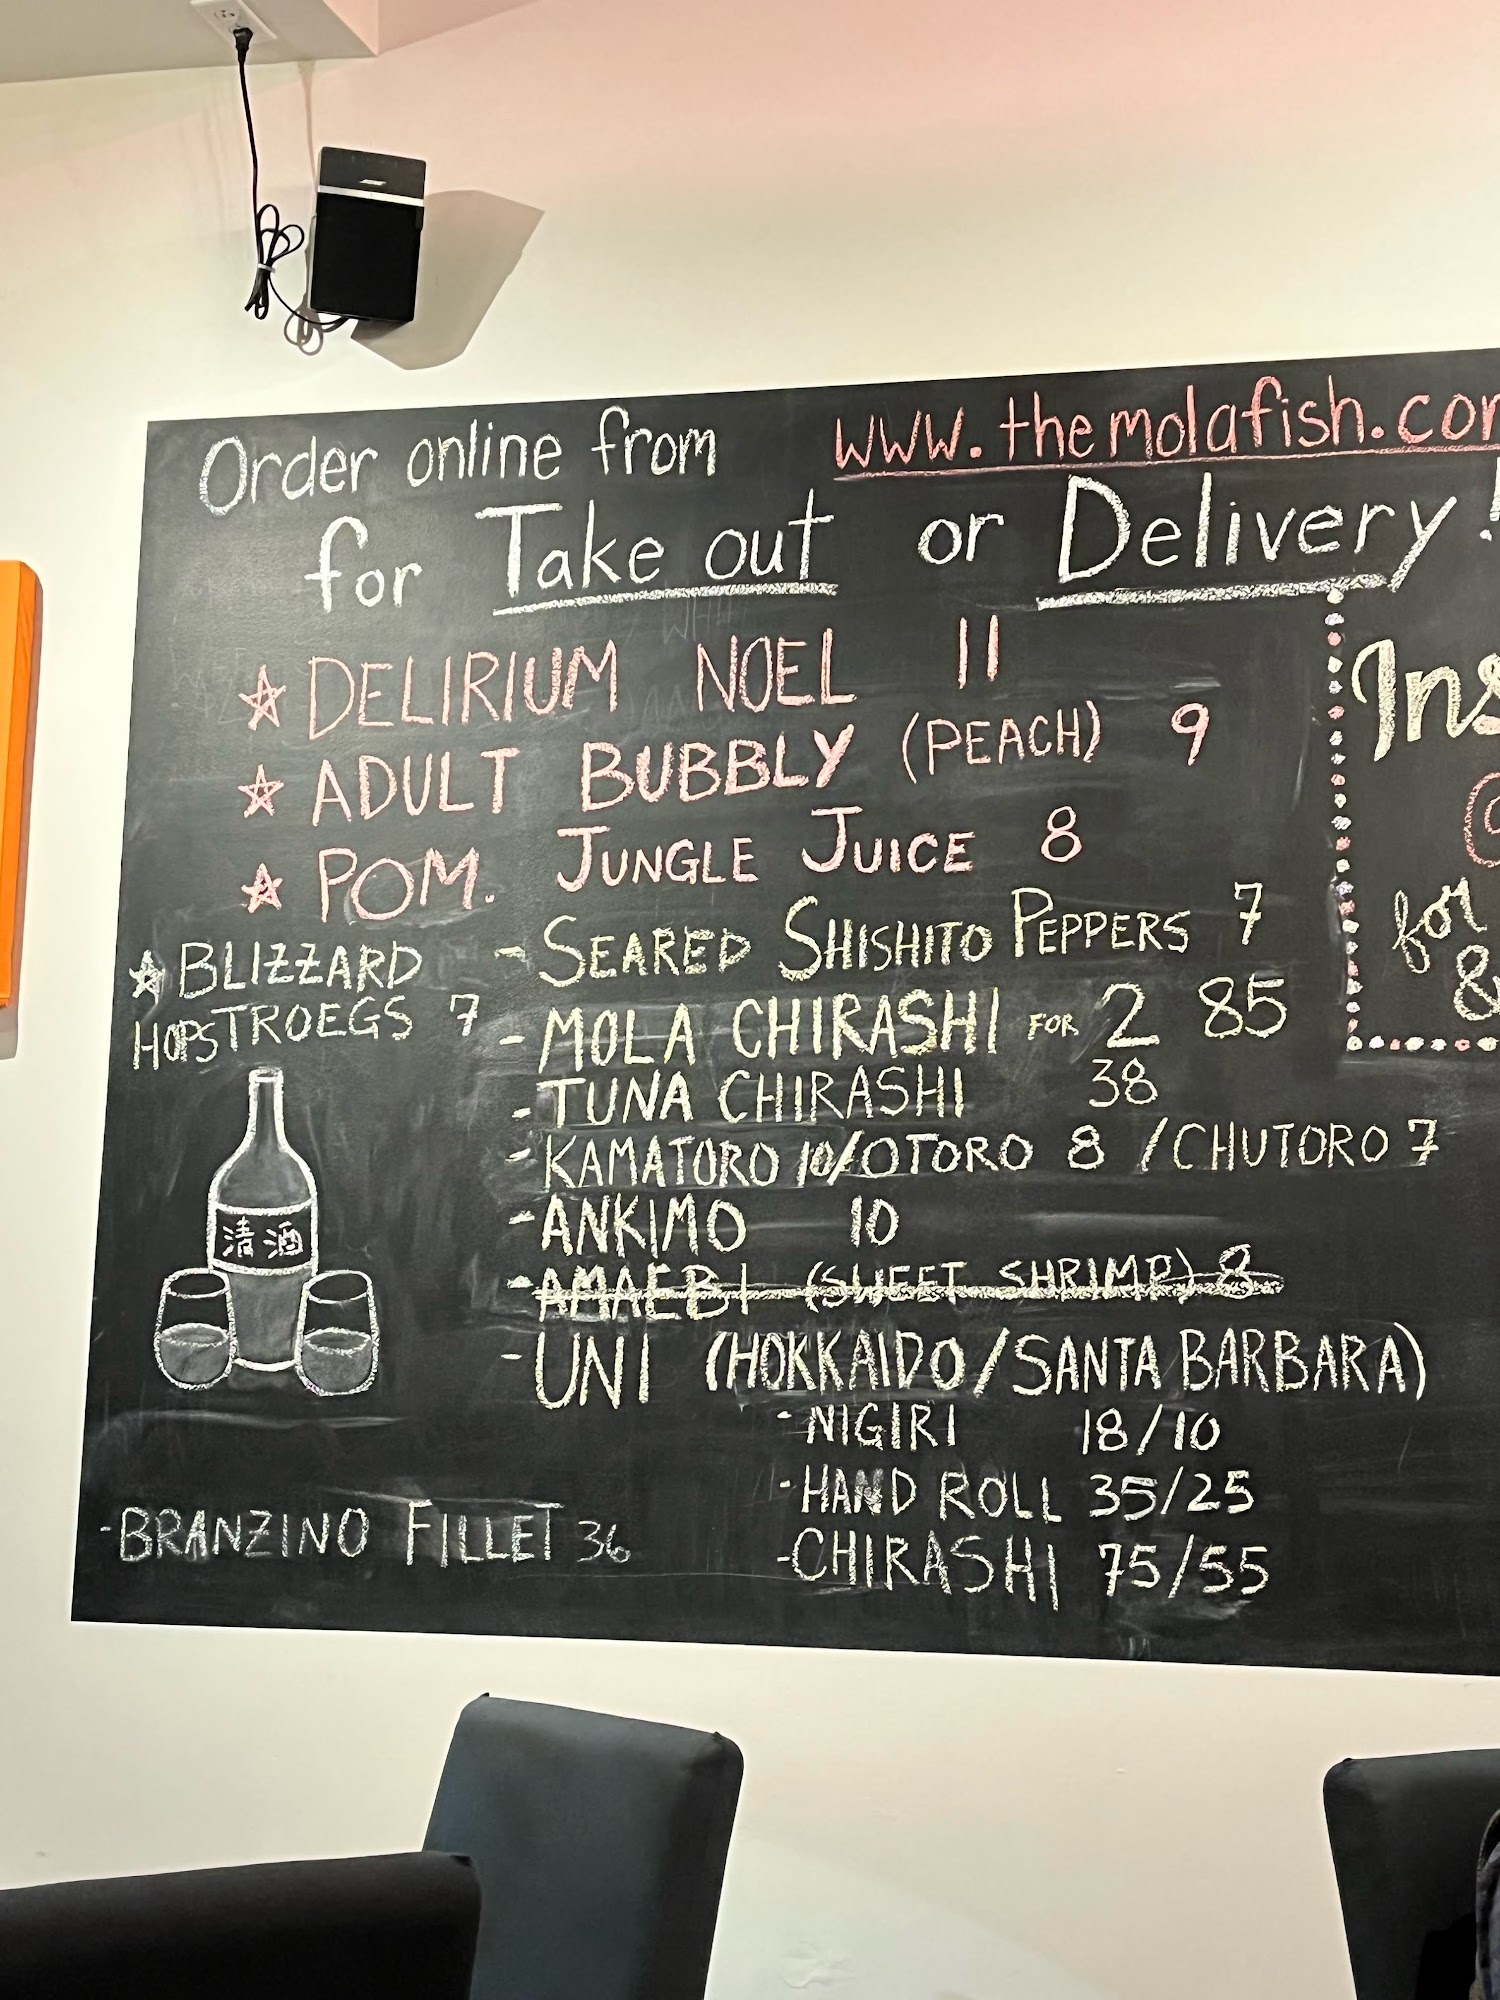 Order online from www.themolafish.com
for Take out or Delivery!
DELIRIUM NOEL 11
ADULT BUBBLY (PEACH) 9
POM. JUNGLE JUICE 8
BLIZZARD
HOPSTROEGS 7
清酒
- SEARED SHISHITO PEPPERS 7
- MOLA CHIRASHI FOR 2 85
- TUNA CHIRASHI 38
- KAMATORO 10/OTORO 8 /CHUTORO 7
- ANKIMO 10
- AMAEBI (SWEET SHRIMP) 8
- UNI (HOKKAIDO/SANTA BARBARA)
- NIGIRI 18/10
- HAND ROLL 35/25
- CHIRASHI 75/55
- BRANZINO FILLET 36
Ins
@
for
&